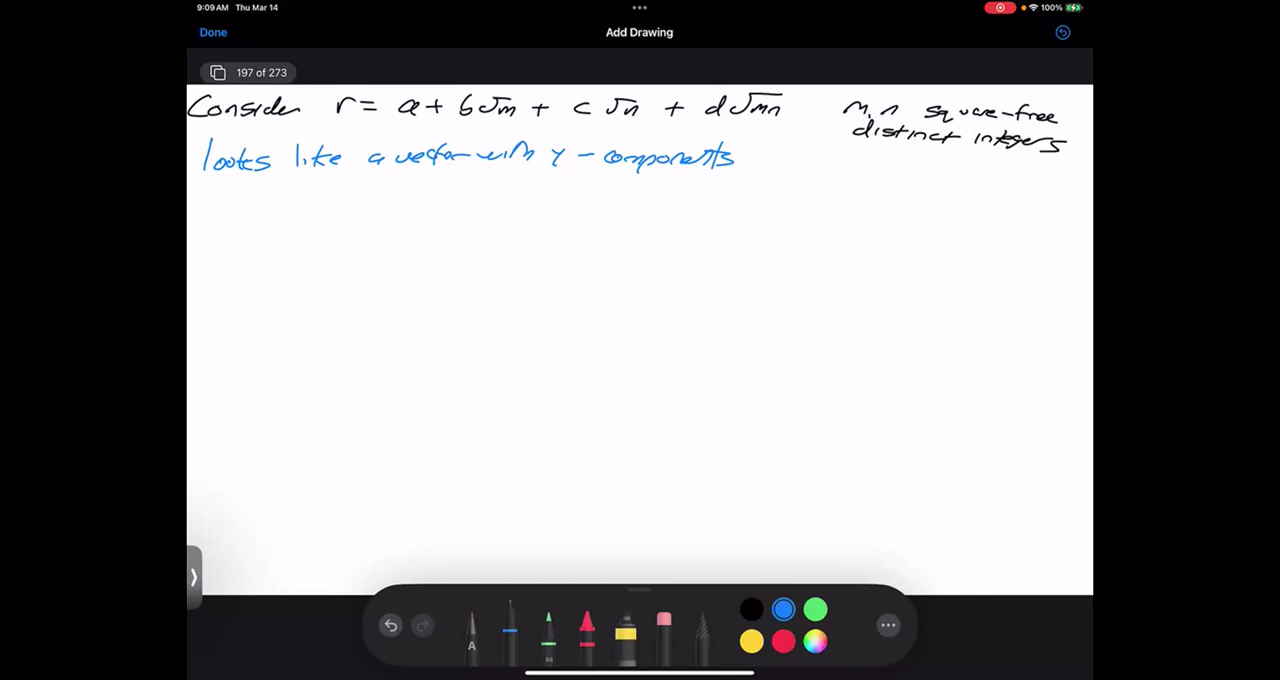 9:09 AM Thu Mar 14
100%
Done
Add Drawing
197 of 273
Consider r = a + b√m + c√n + d√mn
m, n square-free
distinct integers
looks like a vector with 4 - components
A
50